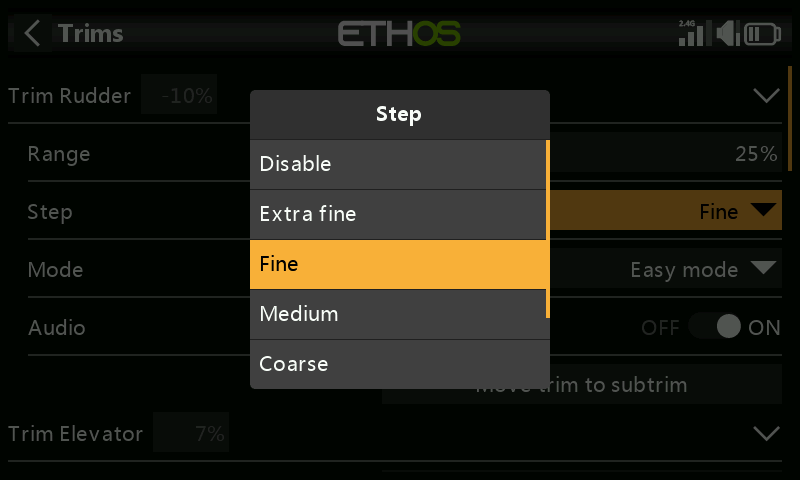 Trims
ETHOS
2.4G
Trim Rudder -10%
Range 25%
Step Fine
Mode Easy mode
Audio OFF ON
Move trim to subtrim
Trim Elevator 7%
Step
Disable
Extra fine
Fine
Medium
Coarse